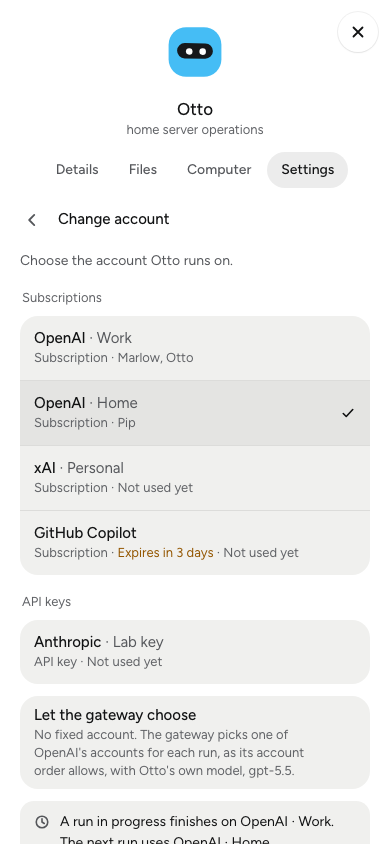 Otto
home server operations
Details Files Computer Settings
Change account
Choose the account Otto runs on.
Subscriptions
OpenAI · Work
Subscription · Marlow, Otto
OpenAI · Home
Subscription · Pip
xAI · Personal
Subscription · Not used yet
GitHub Copilot
Subscription · Expires in 3 days · Not used yet
API keys
Anthropic · Lab key
API key · Not used yet
Let the gateway choose
No fixed account. The gateway picks one of
OpenAI's accounts for each run, as its account
order allows, with Otto's own model, gpt-5.5.
A run in progress finishes on OpenAI · Work.
The next run uses OpenAI · Home